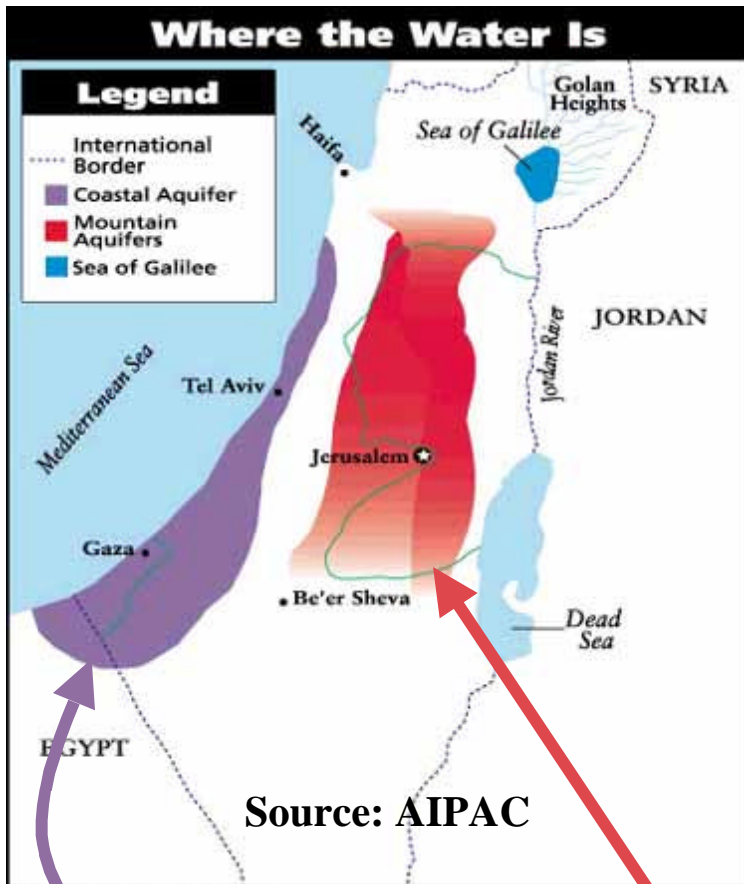 Where the Water Is
Legend
International
Border
Coastal Aquifer
Mountain
Aquifers
Sea of Galilee
Golan
Heights
SYRIA
Sea of Galilee
Haifa
JORDAN
Jordan River
Mediterranean Sea
Tel Aviv
Jerusalem
Gaza
Be'er Sheva
Dead
Sea
EGYPT
Source: AIPAC